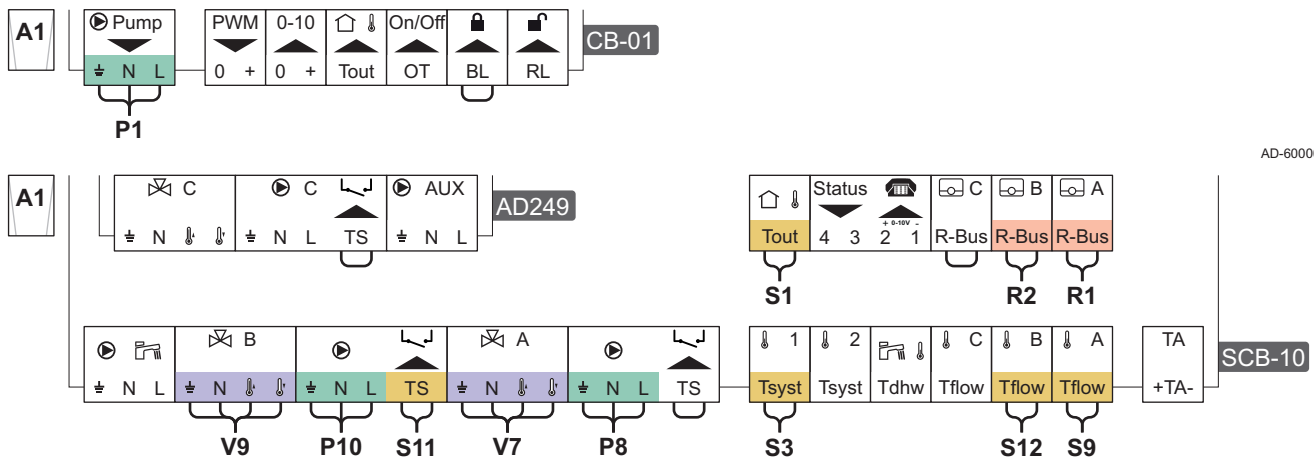 A1 Pump PWM 0-10 On/Off CB-01
N L 0 + 0 + Tout OT BL RL
P1
AD-6000
A1 C C AUX AD249 Status C B A
N N L TS N L Tout 4 3 + 0-10V - 2 1 R-Bus R-Bus R-Bus
S1 R2 R1
B A 1 2 C B A TA SCB-10
N L N N L TS N N L TS Tsyst Tsyst Tdhw Tflow Tflow Tflow +TA-
V9 P10 S11 V7 P8 S3 S12 S9